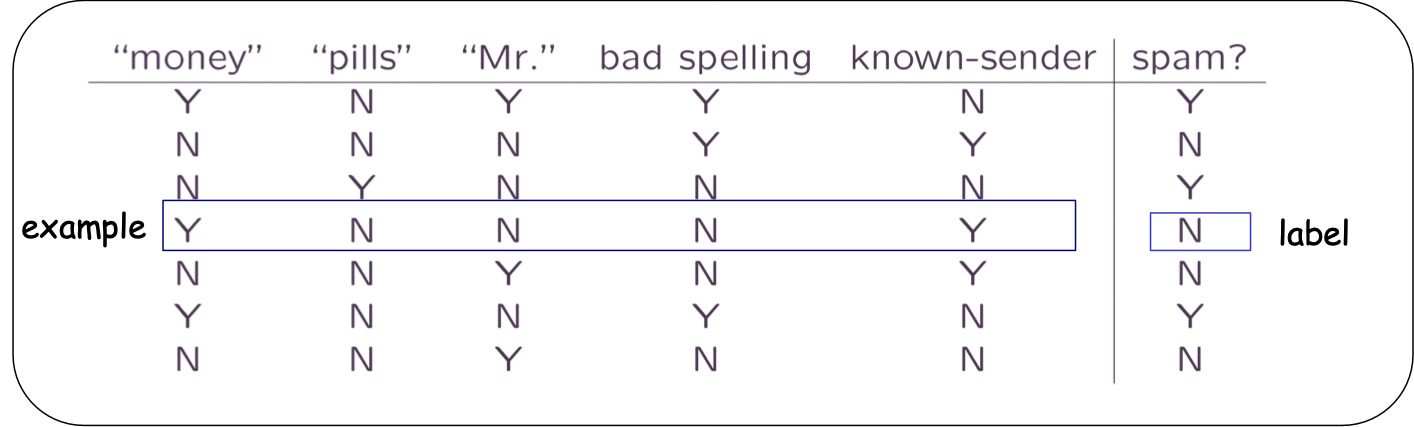 “money” “pills” “Mr.” bad spelling known-sender spam?
Y N Y Y N Y
N N N Y Y N
N Y N N N Y
example Y N N N Y N label
N N Y N Y N
Y N N Y N Y
N N Y N N N